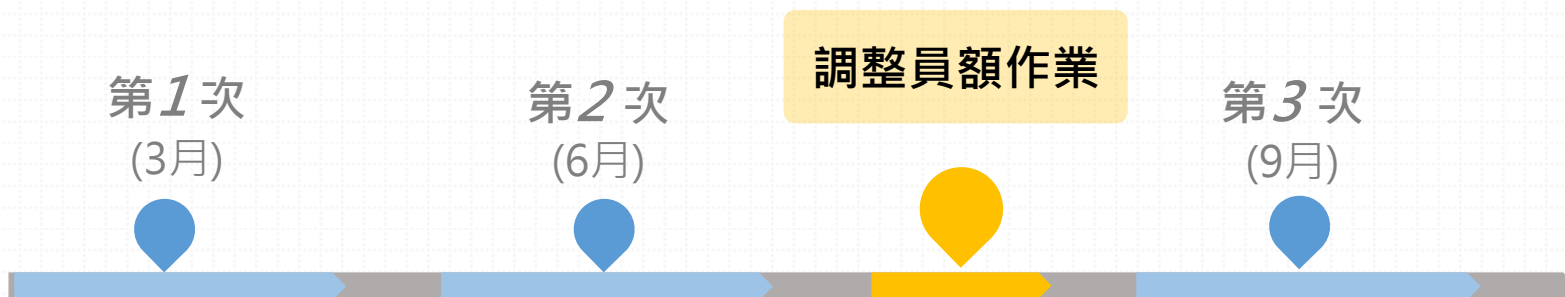 第1次
(3月)
第2次
(6月)
調整員額作業
第3次
(9月)